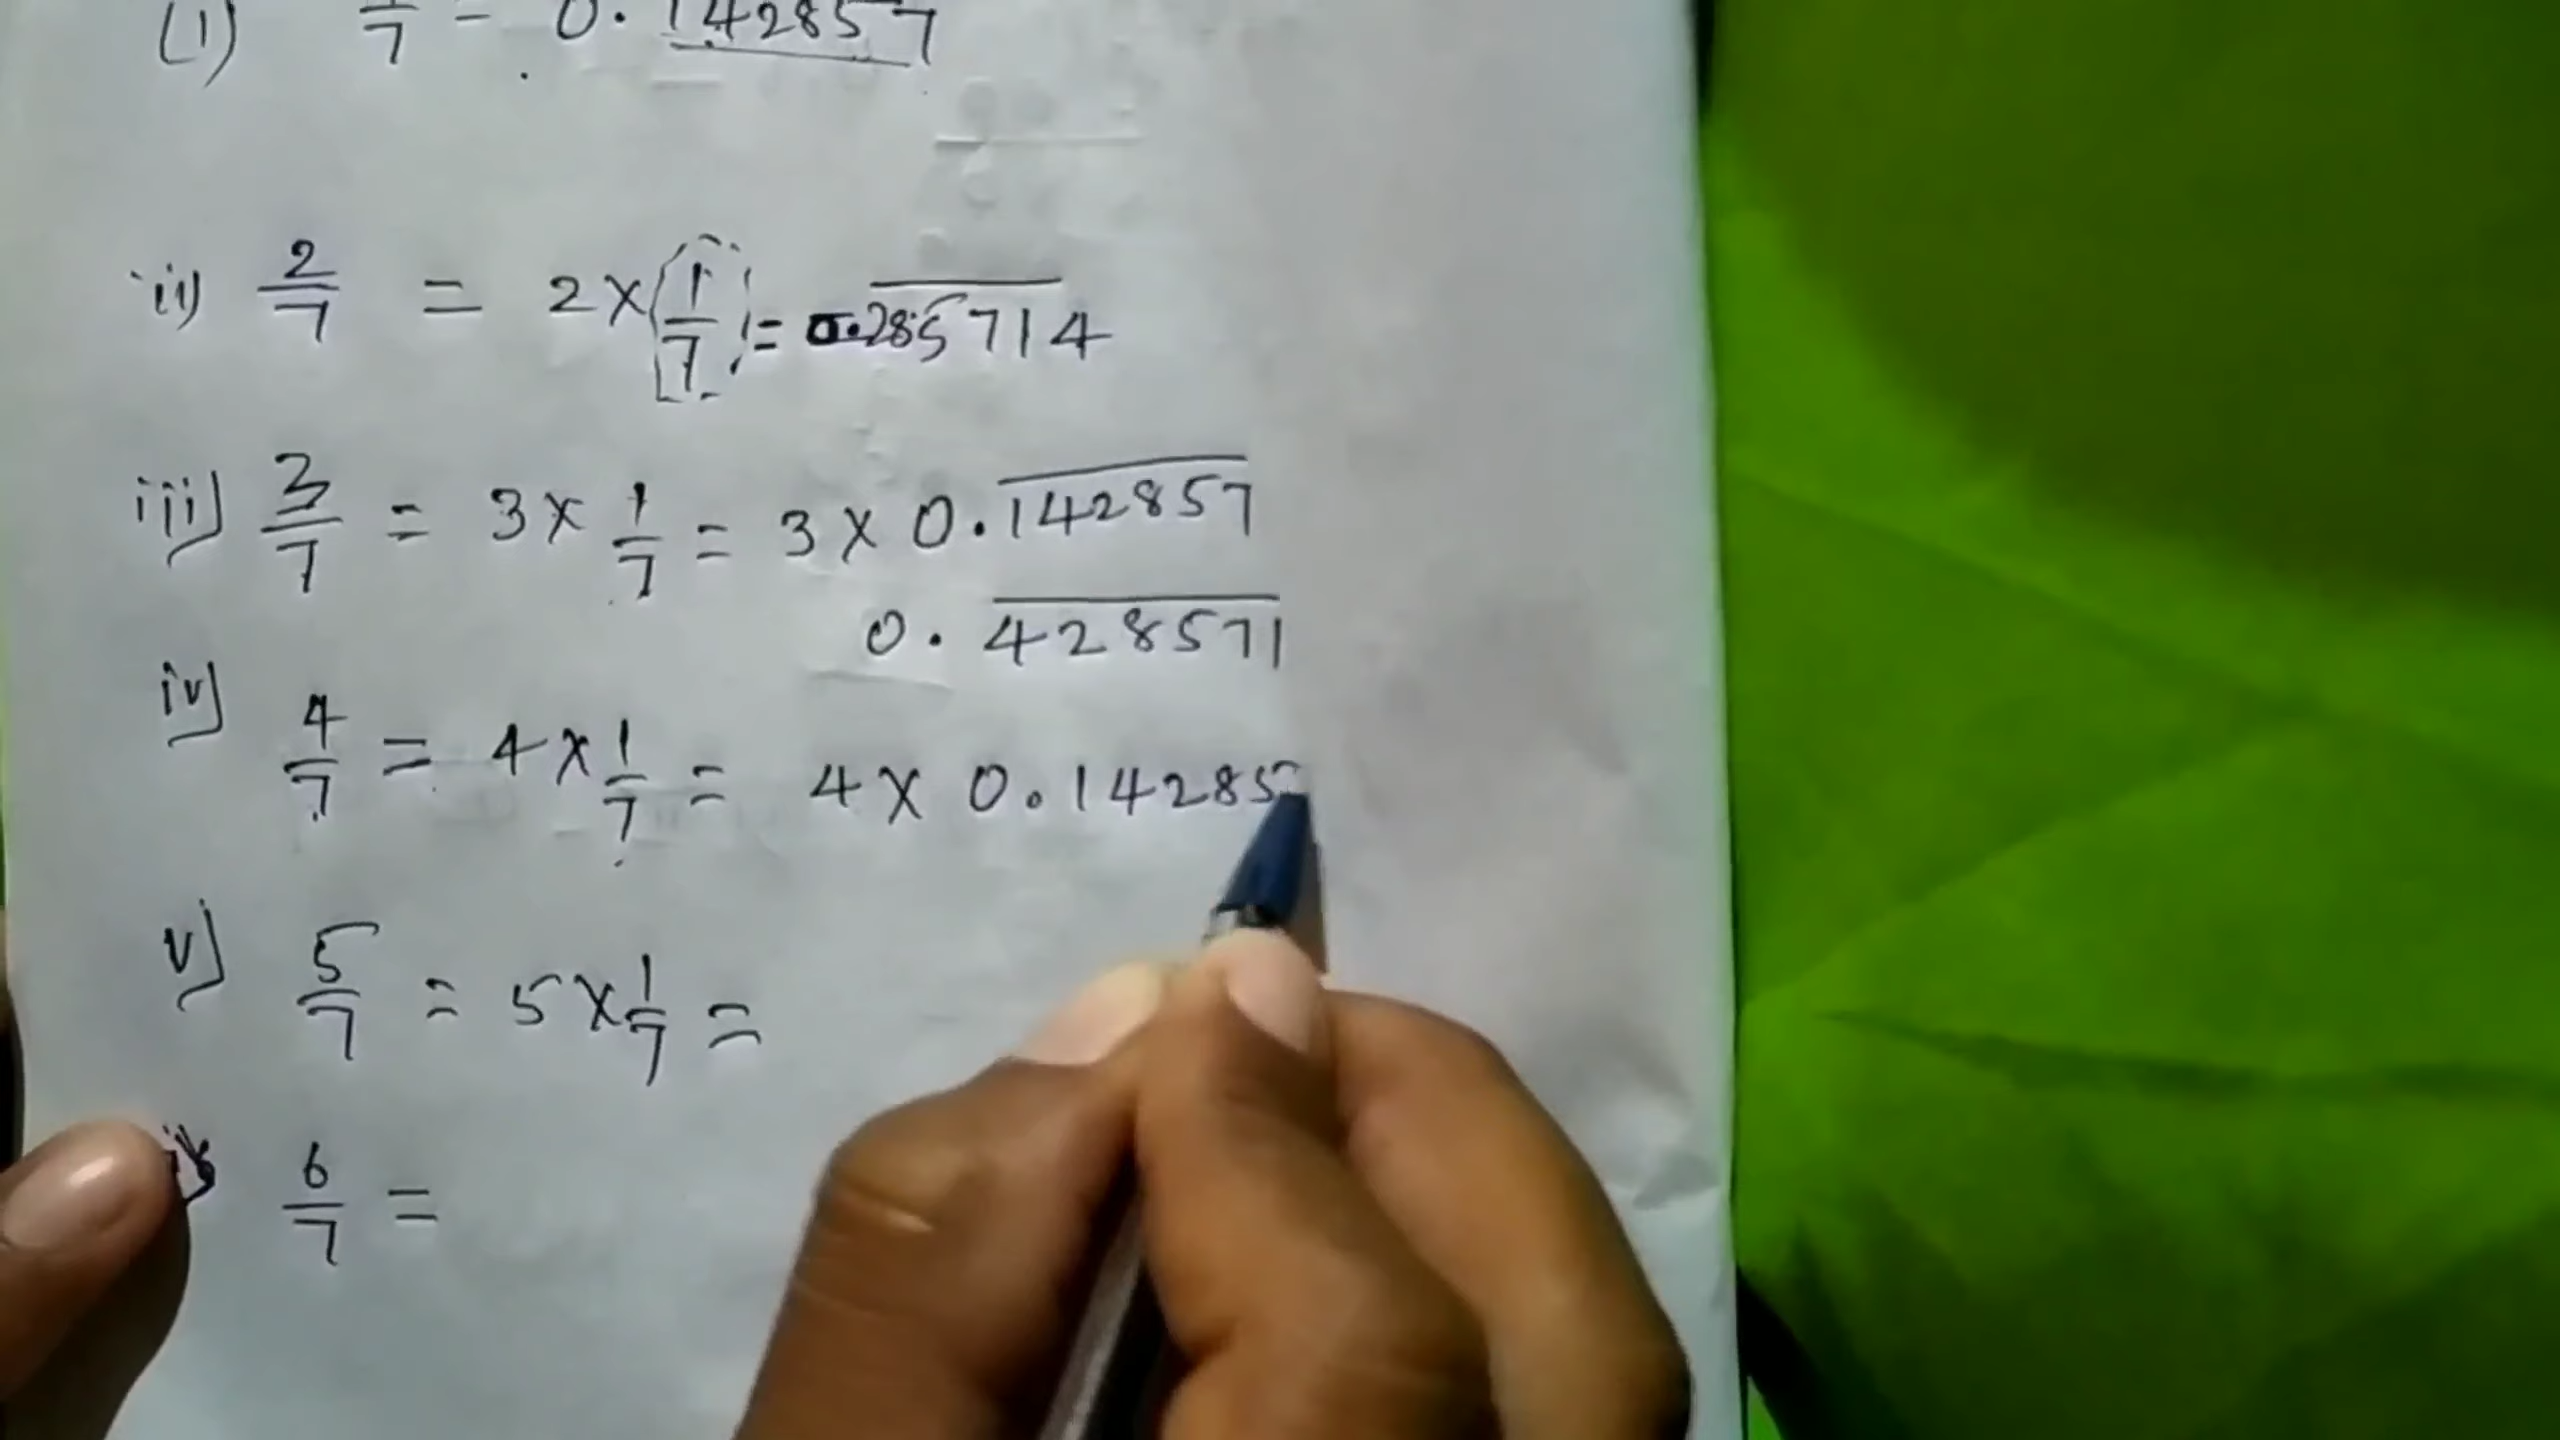 (i) 1/7 = 0.142857
ii) 2/7 = 2 × 1/7 = 0.285714
iii) 3/7 = 3 × 1/7 = 3 × 0.142857
0.428571
iv)
4/7 = 4 × 1/7 = 4 × 0.14285
v) 5/7 = 5 × 1/7 =
6/7 =